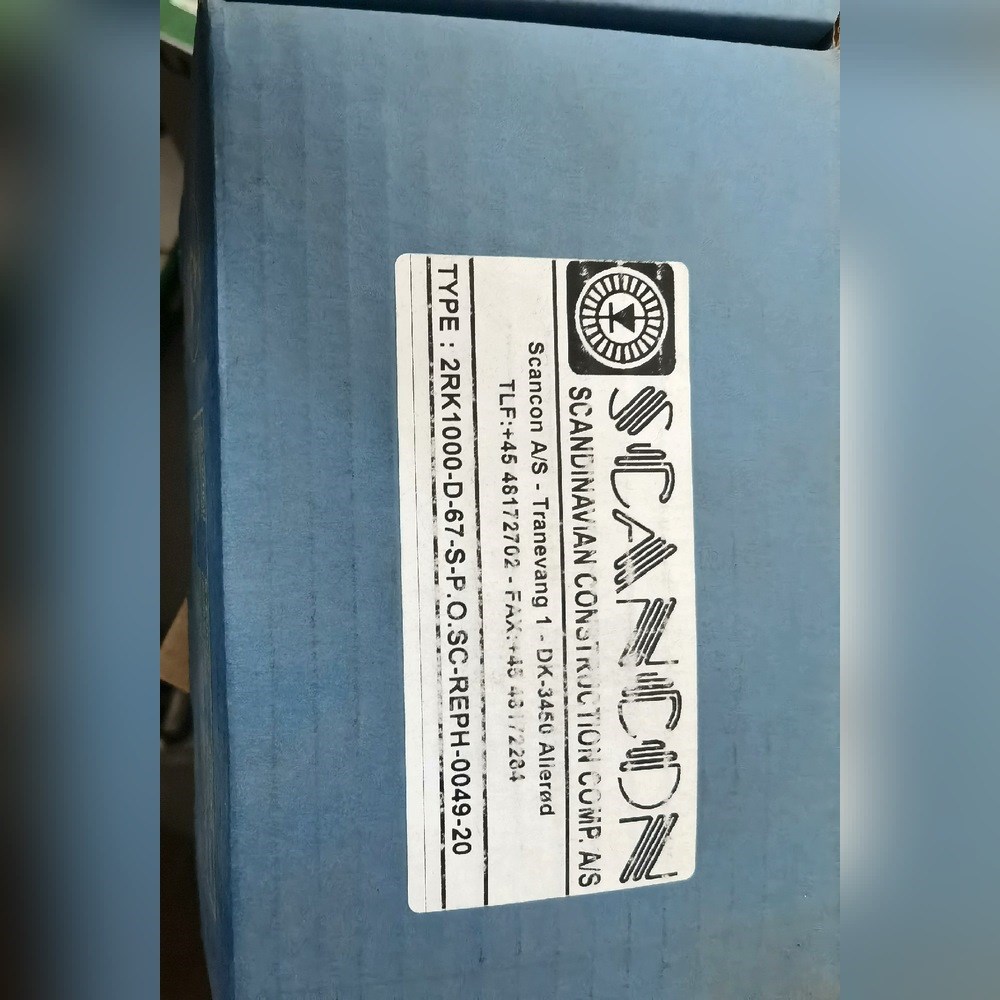 SCANCON
SCANDINAVIAN CONSTRUCTION COMP. A/S
Scancon A/S - Tranevang 1 - DK-3450 Allerød
TLF:+45 48172702 - FAX:+45 48172284
TYPE : 2RK1000-D-67-S-P.O.SC-REPH-0049-20